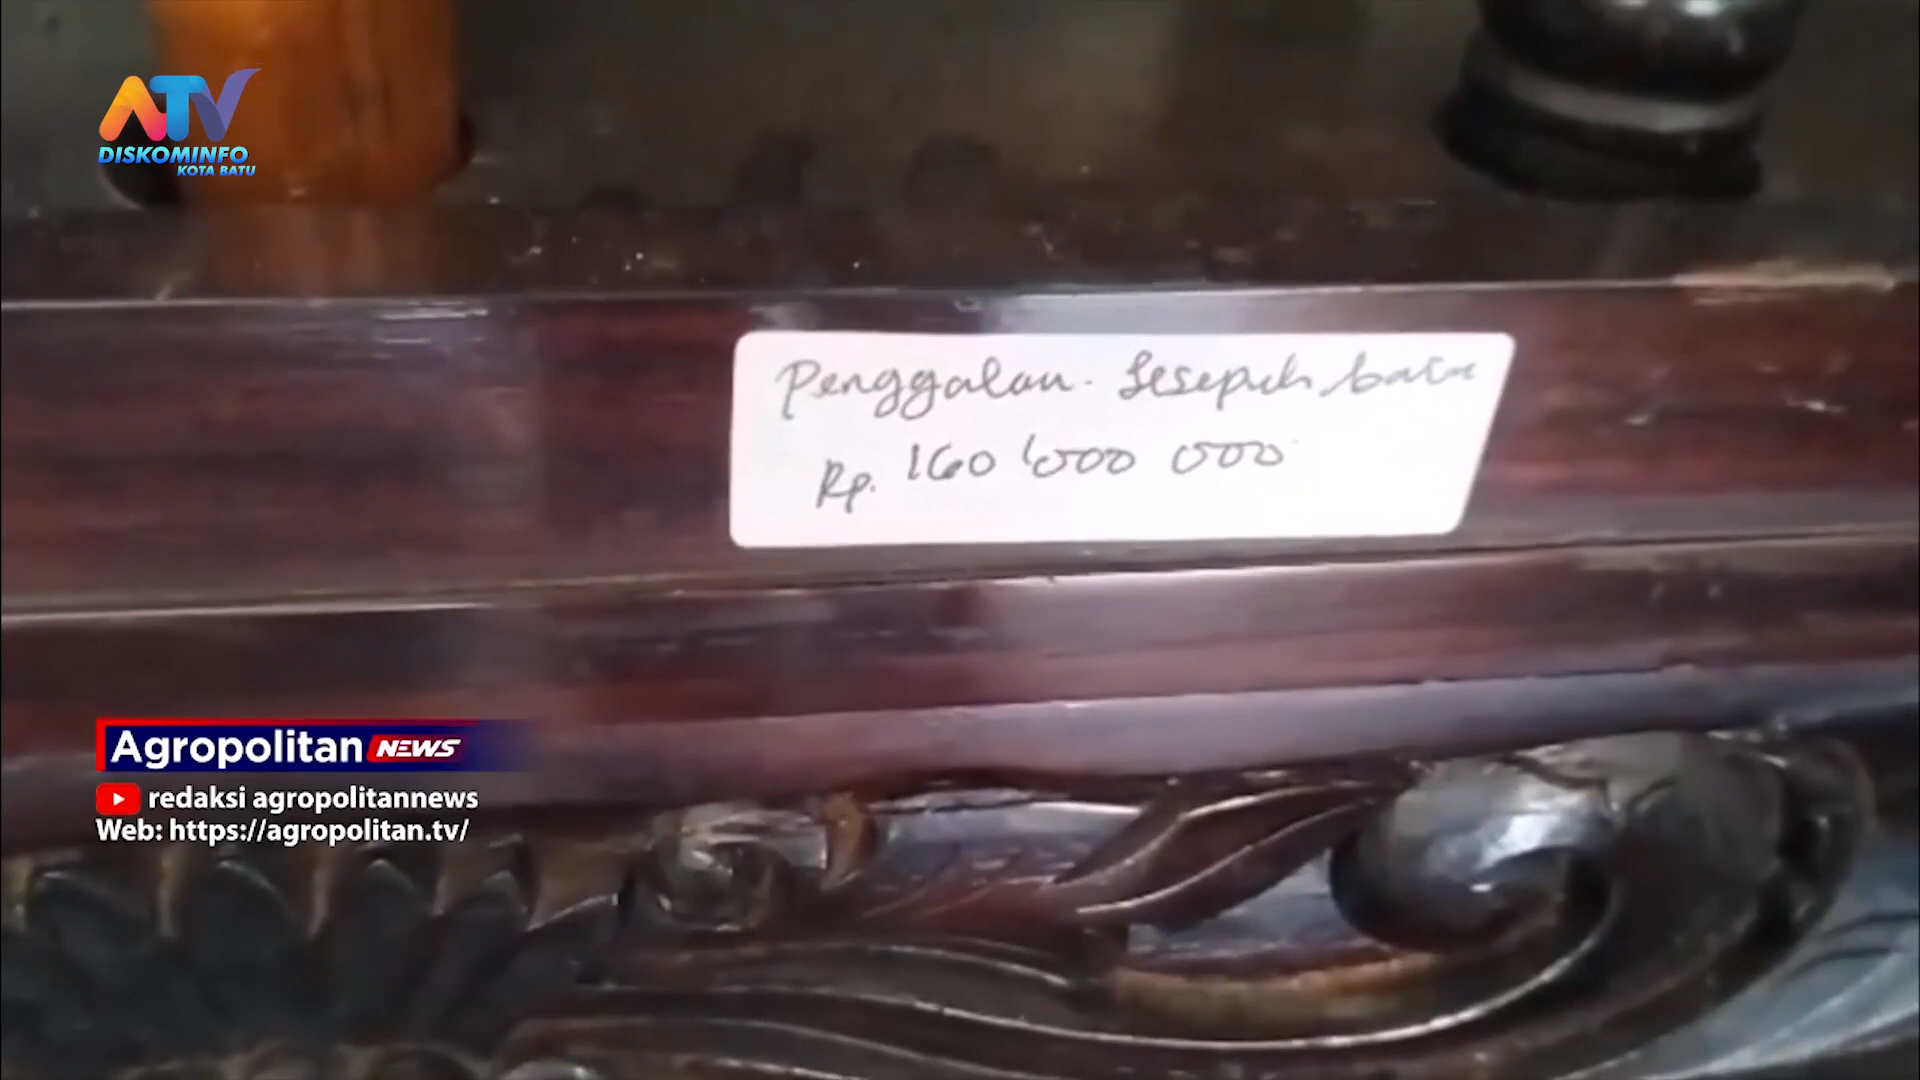 ATV
DISKOMINFO
KOTA BATU
Penggalan. Sesepuh batu
Rp. 160'000 000
Agropolitan NEWS
redaksi agropolitannews
Web: https://agropolitan.tv/